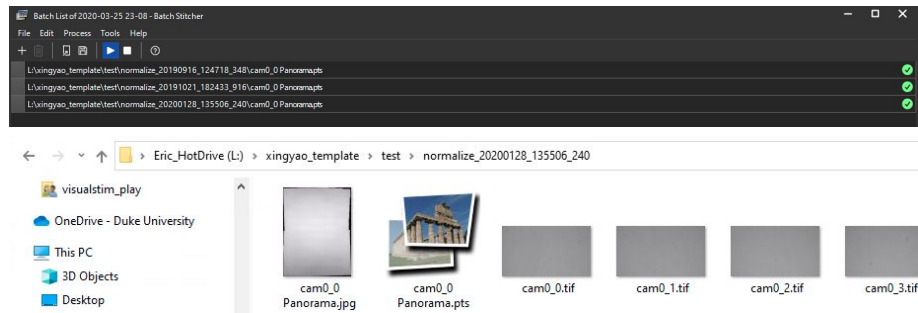 Batch List of 2020-03-25 23-08 - Batch Stitcher
File Edit Process Tools Help
L:\xingyao_template\test\normalize_20190916_124718_348\cam0_0 Panorama.pts
L:\xingyao_template\test\normalize_20191021_182433_916\cam0_0 Panorama.pts
L:\xingyao_template\test\normalize_20200128_135506_240\cam0_0 Panorama.pts
Eric_HotDrive (L:) > xingyao_template > test > normalize_20200128_135506_240
visualstim_play
OneDrive - Duke University
This PC
3D Objects
Desktop
cam0_0 Panorama.jpg
cam0_0 Panorama.pts
cam0_0.tif
cam0_1.tif
cam0_2.tif
cam0_3.tif